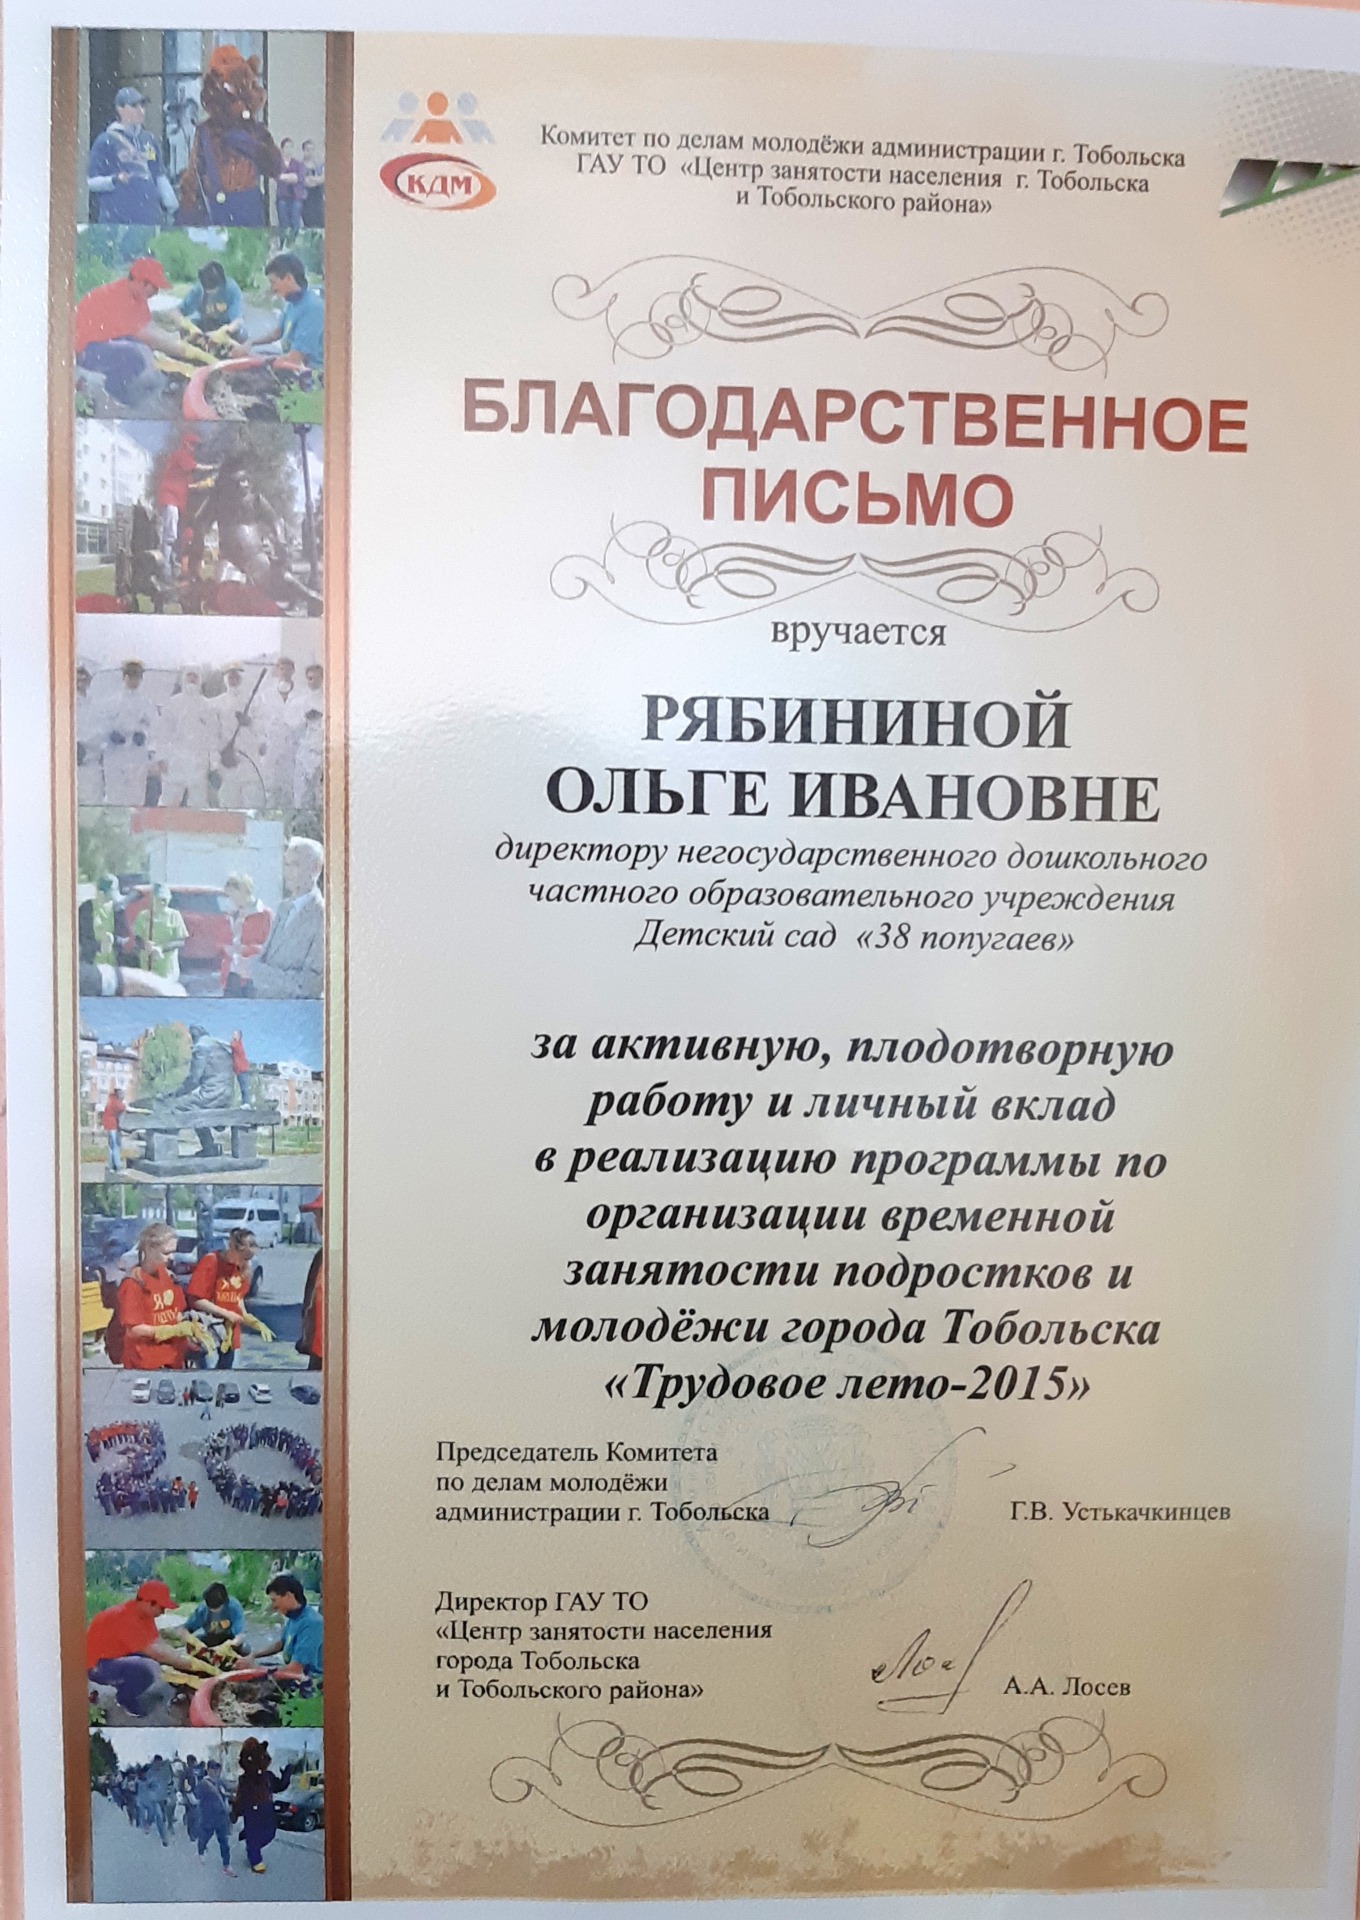 КДМ
Комитет по делам молодёжи администрации г. Тобольска
ГАУ ТО «Центр занятости населения г. Тобольска
и Тобольского района»
БЛАГОДАРСТВЕННОЕ
ПИСЬМО
вручается
РЯБИНИНОЙ
ОЛЬГЕ ИВАНОВНЕ
директору негосударственного дошкольного
частного образовательного учреждения
Детский сад «38 попугаев»
за активную, плодотворную
работу и личный вклад
в реализацию программы по
организации временной
занятости подростков и
молодёжи города Тобольска
«Трудовое лето-2015»
Председатель Комитета
по делам молодёжи
администрации г. Тобольска
Г.В. Устькачкинцев
Директор ГАУ ТО
«Центр занятости населения
города Тобольска
и Тобольского района»
А.А. Лосев